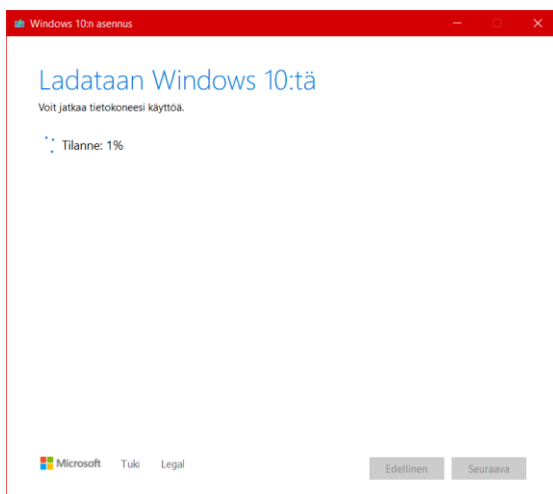 Windows 10:n asennus
Ladataan Windows 10:tä
Voit jatkaa tietokoneesi käyttöä.
Tilanne: 1%
Microsoft Tuki Legal
Edellinen Seuraava